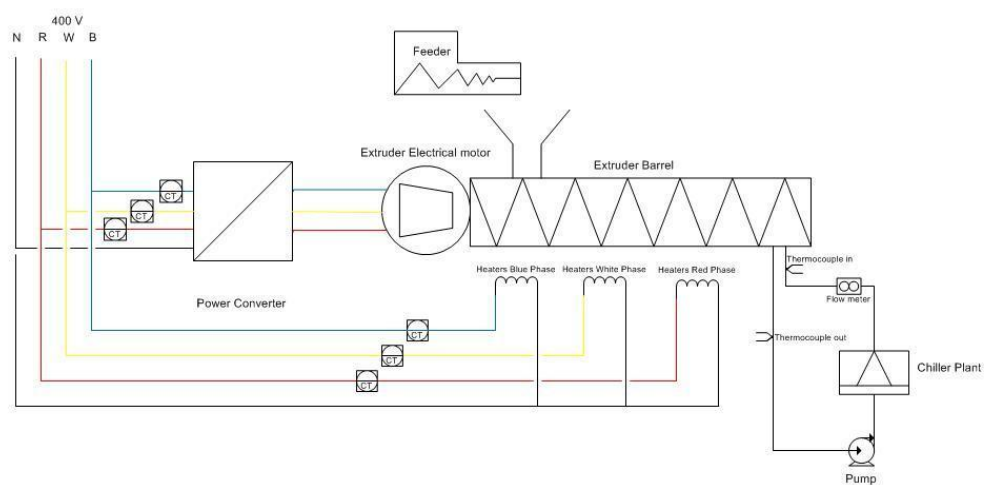 400 V
N R W B
Feeder
Extruder Electrical motor
Extruder Barrel
CT
CT
CT
Power Converter
Heaters Blue Phase
Heaters White Phase
Heaters Red Phase
Thermocouple in
Flow meter
Thermocouple out
CT
CT
CT
Chiller Plant
Pump